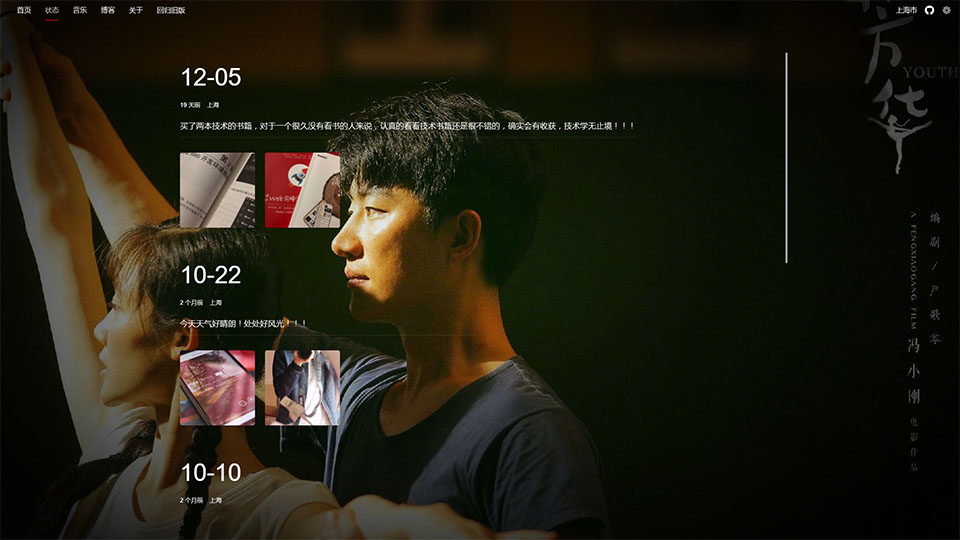 首页 状态 音乐 博客 关于 回归旧版 上海市
12-05
19 天前 上海
买了两本技术的书籍，对于一个很久没有看书的人来说，认真的看看技术书籍还是很不错的，确实会有收获，技术学无止境！！！
10-22
2 个月前 上海
今天天气好晴朗！处处好风光！！！
10-10
2 个月前 上海
芳华
YOUTH
编剧/严歌苓
A FENGXIAOGANG FILM
冯小刚电影作品